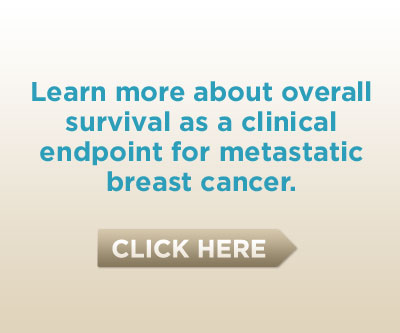 Learn more about overall
survival as a clinical
endpoint for metastatic
breast cancer.
CLICK HERE